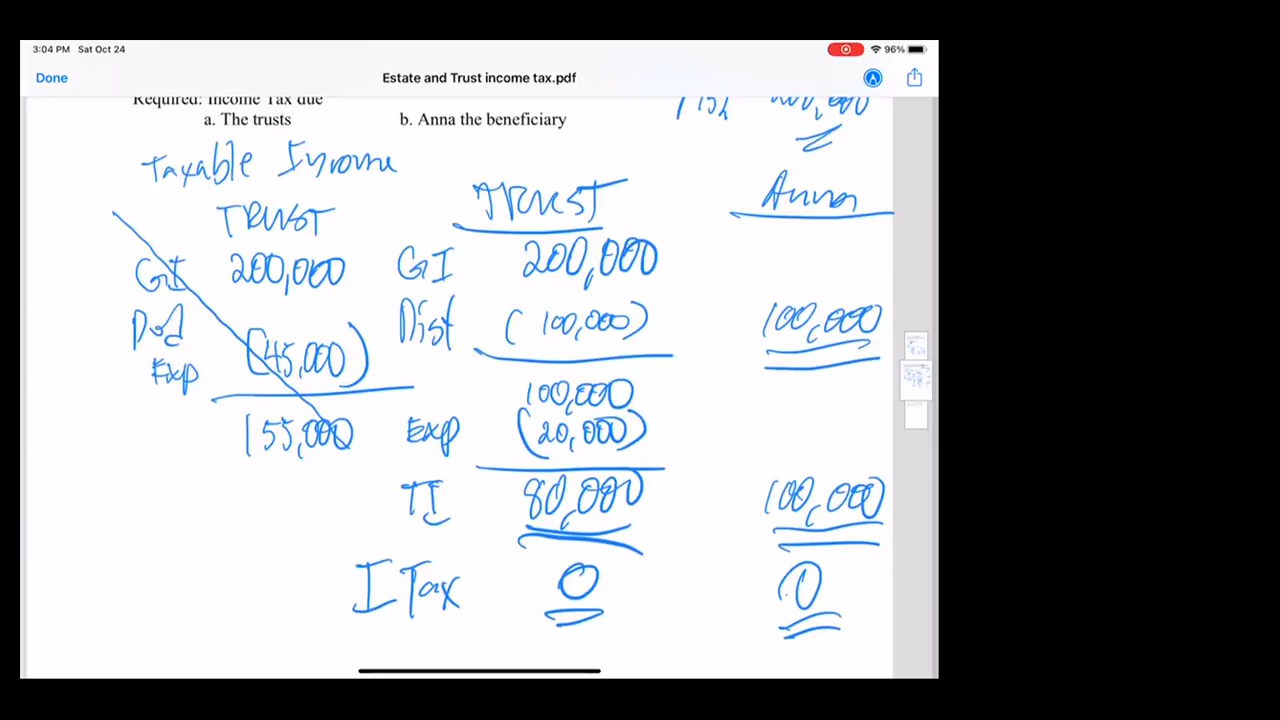 3:04 PM Sat Oct 24
96%
Done
Estate and Trust income tax.pdf
Required: Income Tax due
a. The trusts b. Anna the beneficiary
Taxable Income
TRUST Trust Anna
GI 200,000 GI 200,000
Ded (45,000) Dist (100,000) 100,000
Exp
100,000
155,000 Exp (20,000)
TI 80,000 100,000
I Tax 0 0